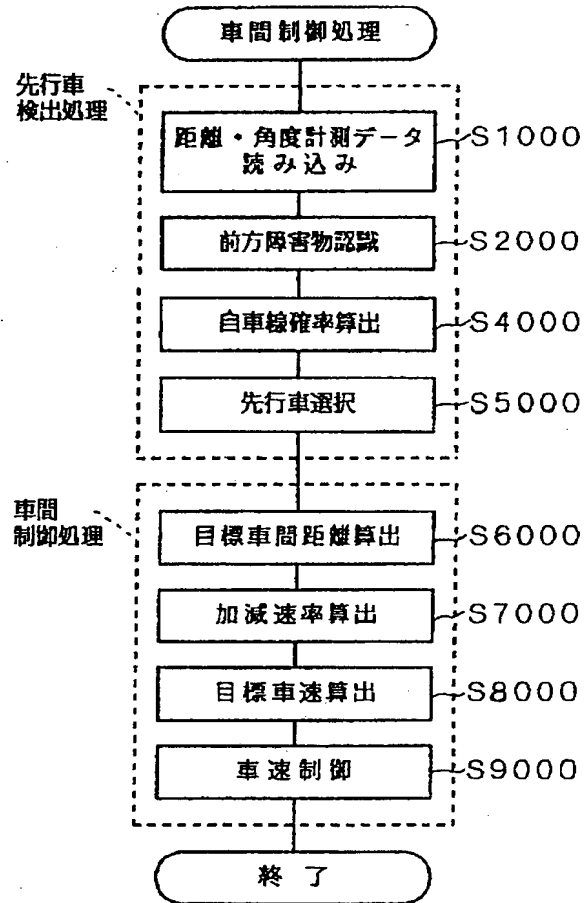 車間制御処理
先行車
検出処理
距離・角度計測データ
読み込み
S1000
前方障害物認識
S2000
自車線確率算出
S4000
先行車選択
S5000
車間
制御処理
目標車間距離算出
S6000
加減速率算出
S7000
目標車速算出
S8000
車速制御
S9000
終了